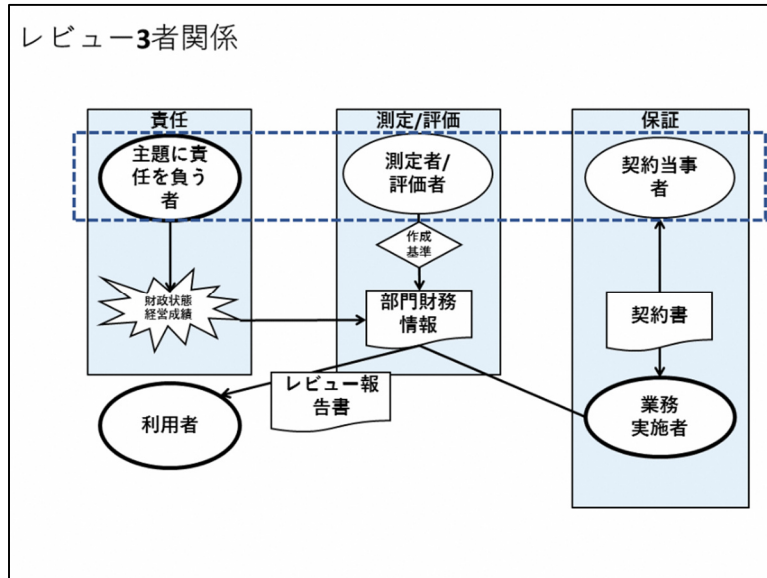 レビュー3者関係
責任
測定/評価
保証
主題に責
任を負う
者
測定者/
評価者
契約当事
者
作成
基準
財政状態
経営成績
部門財務
情報
契約書
レビュー報
告書
利用者
業務
実施者